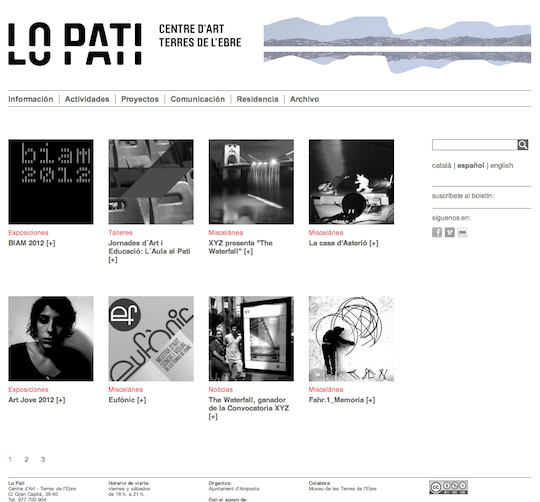 LO PATI
CENTRE D'ART
TERRES DE L'EBRE
Información | Actividades | Proyectos | Comunicación | Residencia | Archivo
català | español | english
suscríbete al boletín:
síguenos en:
biam
2012
Exposiciones
BIAM 2012 [+]
Talleres
Jornades d´Art i
Educació: L´Aula al Pati
[+]
Miscelánea
XYZ presenta "The
Waterfall" [+]
Miscelánea
La casa d'Asterió [+]
ef
eufònic
Exposiciones
Art Jove 2012 [+]
Miscelánea
Eufònic [+]
Noticias
The Waterfall, ganador
de la Convocatoria XYZ
[+]
Miscelánea
Fahr.1_Memoria [+]
1 2 3
Lo Pati
Centre d'Art - Terres de l'Ebre
C/ Gran Capità, 38-40
Tel. 977 700 904
Horario de visita:
viernes y sábados
de 18 h. a 21 h.
Organiza:
Ajuntament d'Amposta
Con el apoyo de:
Colabora:
Museu de les Terres de l'Ebre